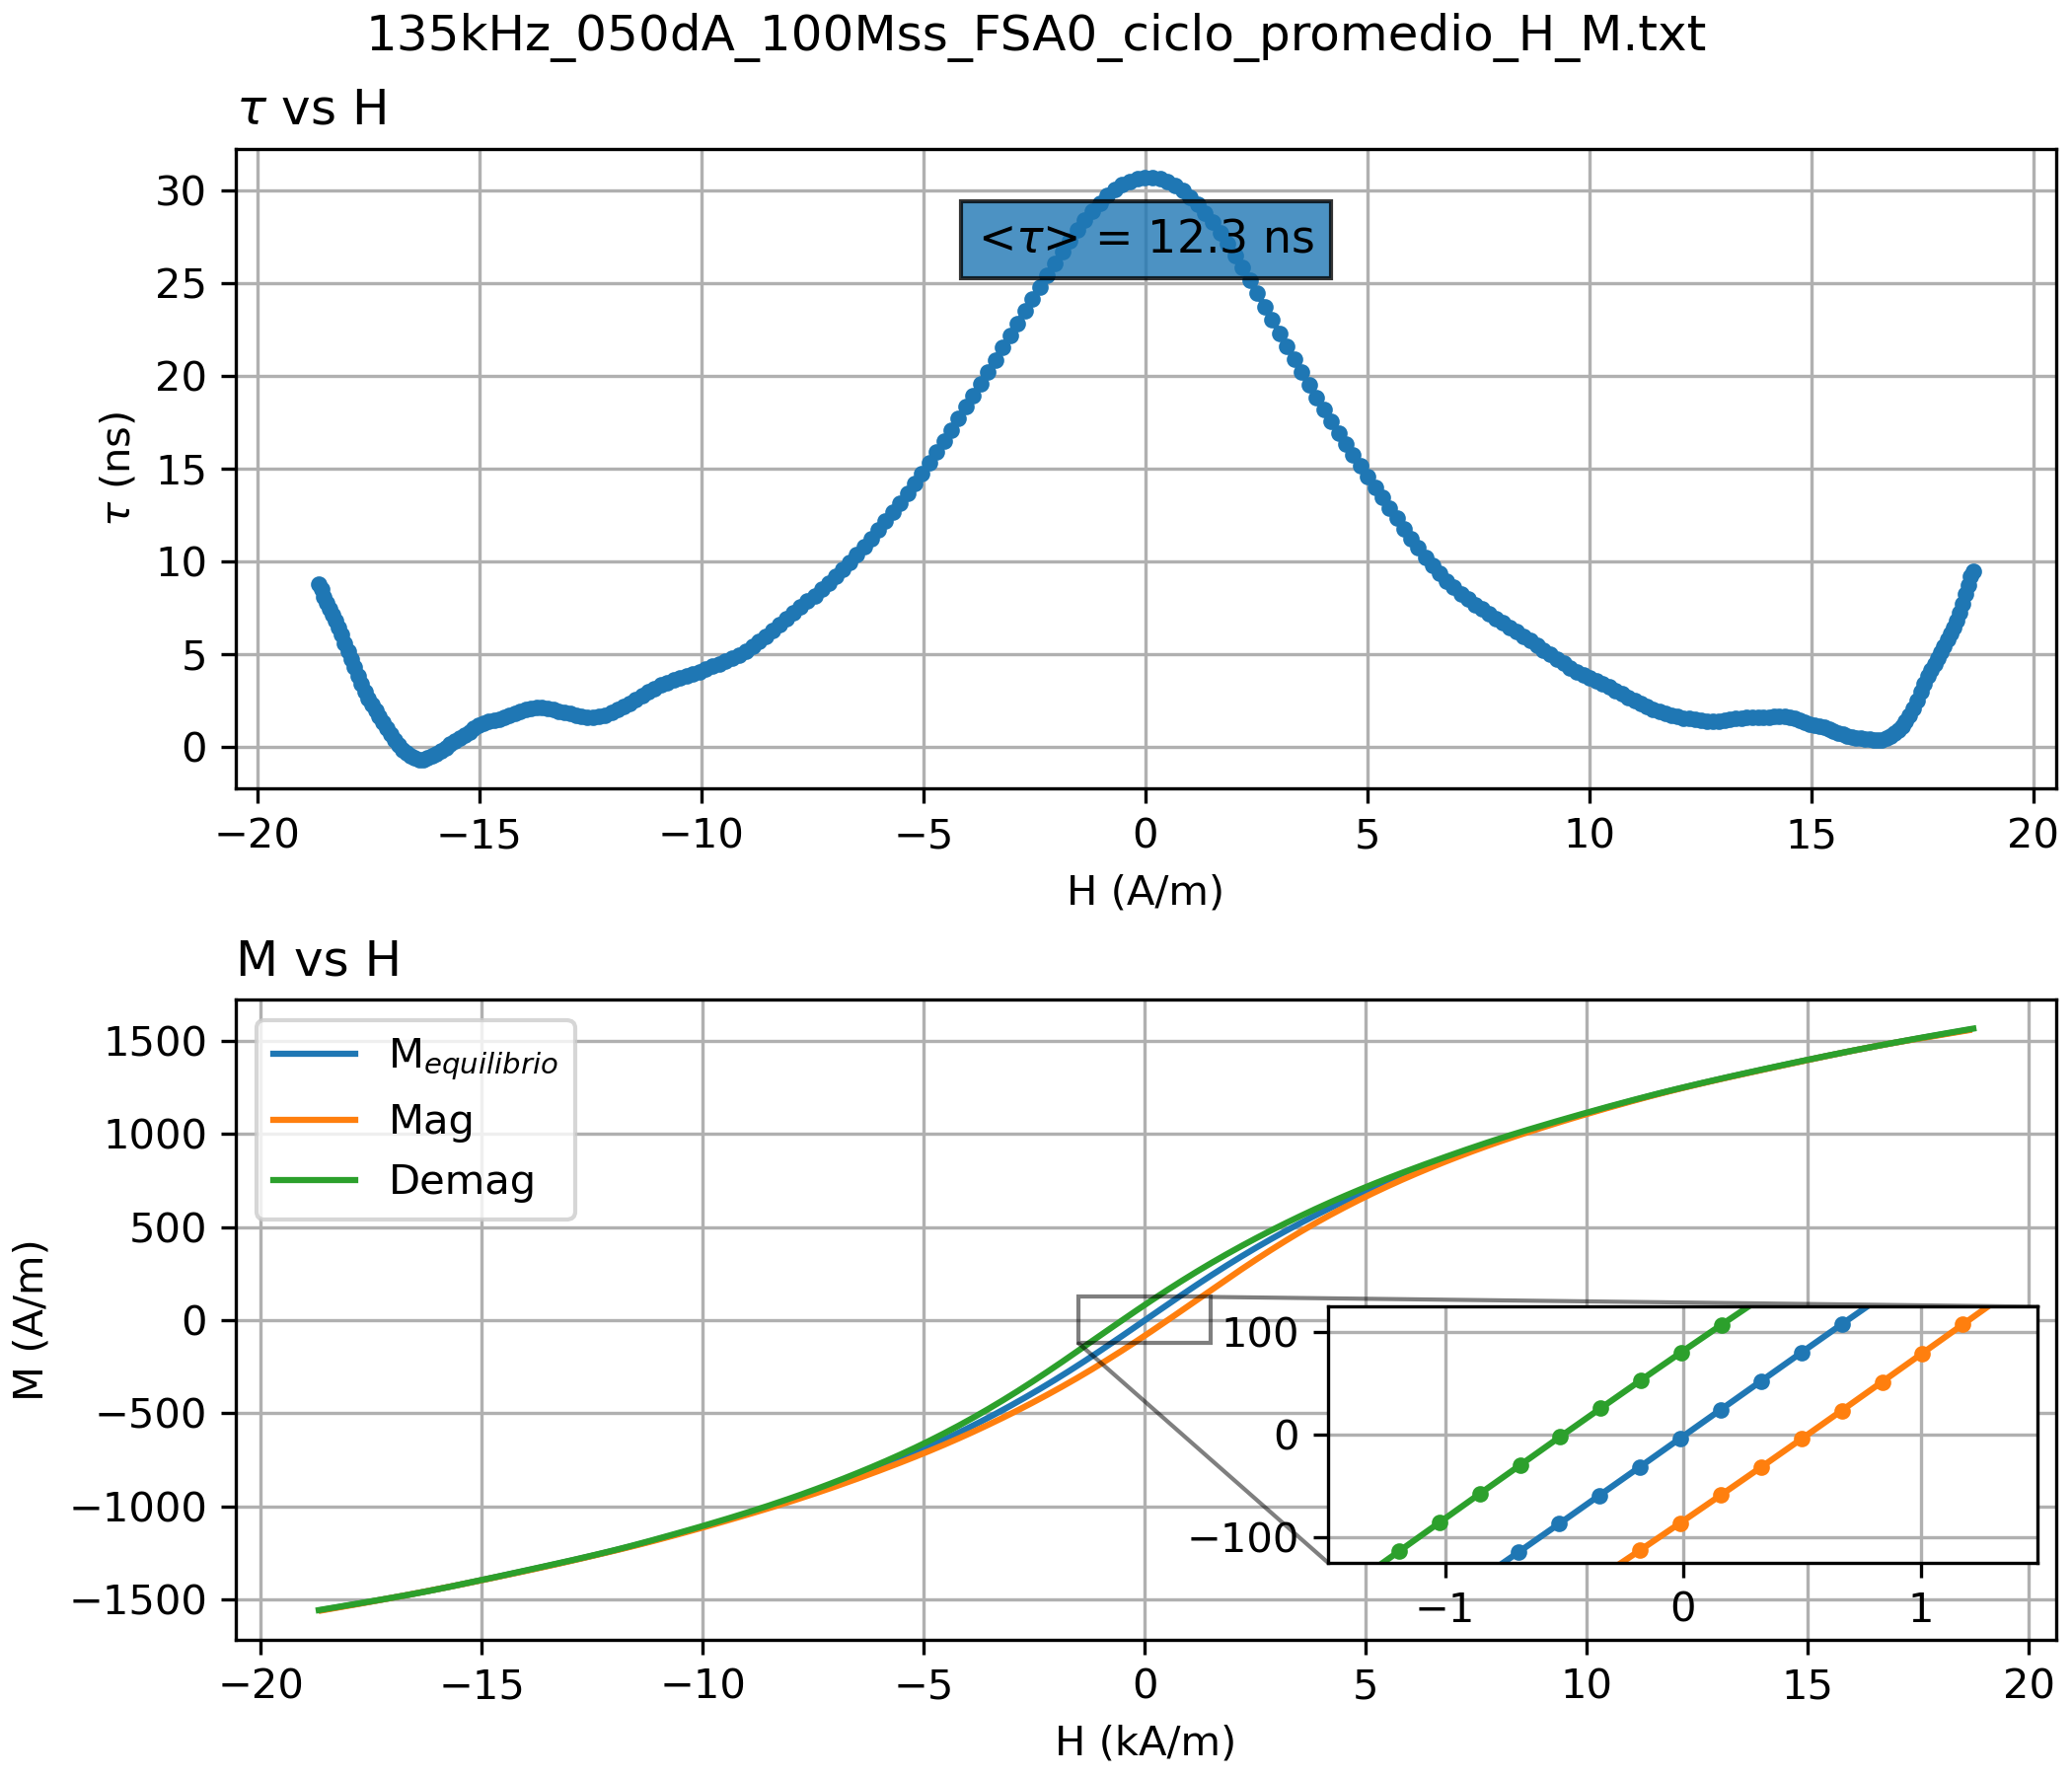 135kHz_050dA_100Mss_FSA0_ciclo_promedio_H_M.txt
τ vs H
30
25
20
15
10
5
0
τ (ns)
<τ> = 12.3 ns
−20 −15 −10 −5 0 5 10 15 20
H (A/m)
M vs H
1500
1000
500
0
−500
−1000
−1500
M (A/m)
Mequilibrio
Mag
Demag
100
0
−100
−1 0 1
−20 −15 −10 −5 0 5 10 15 20
H (kA/m)